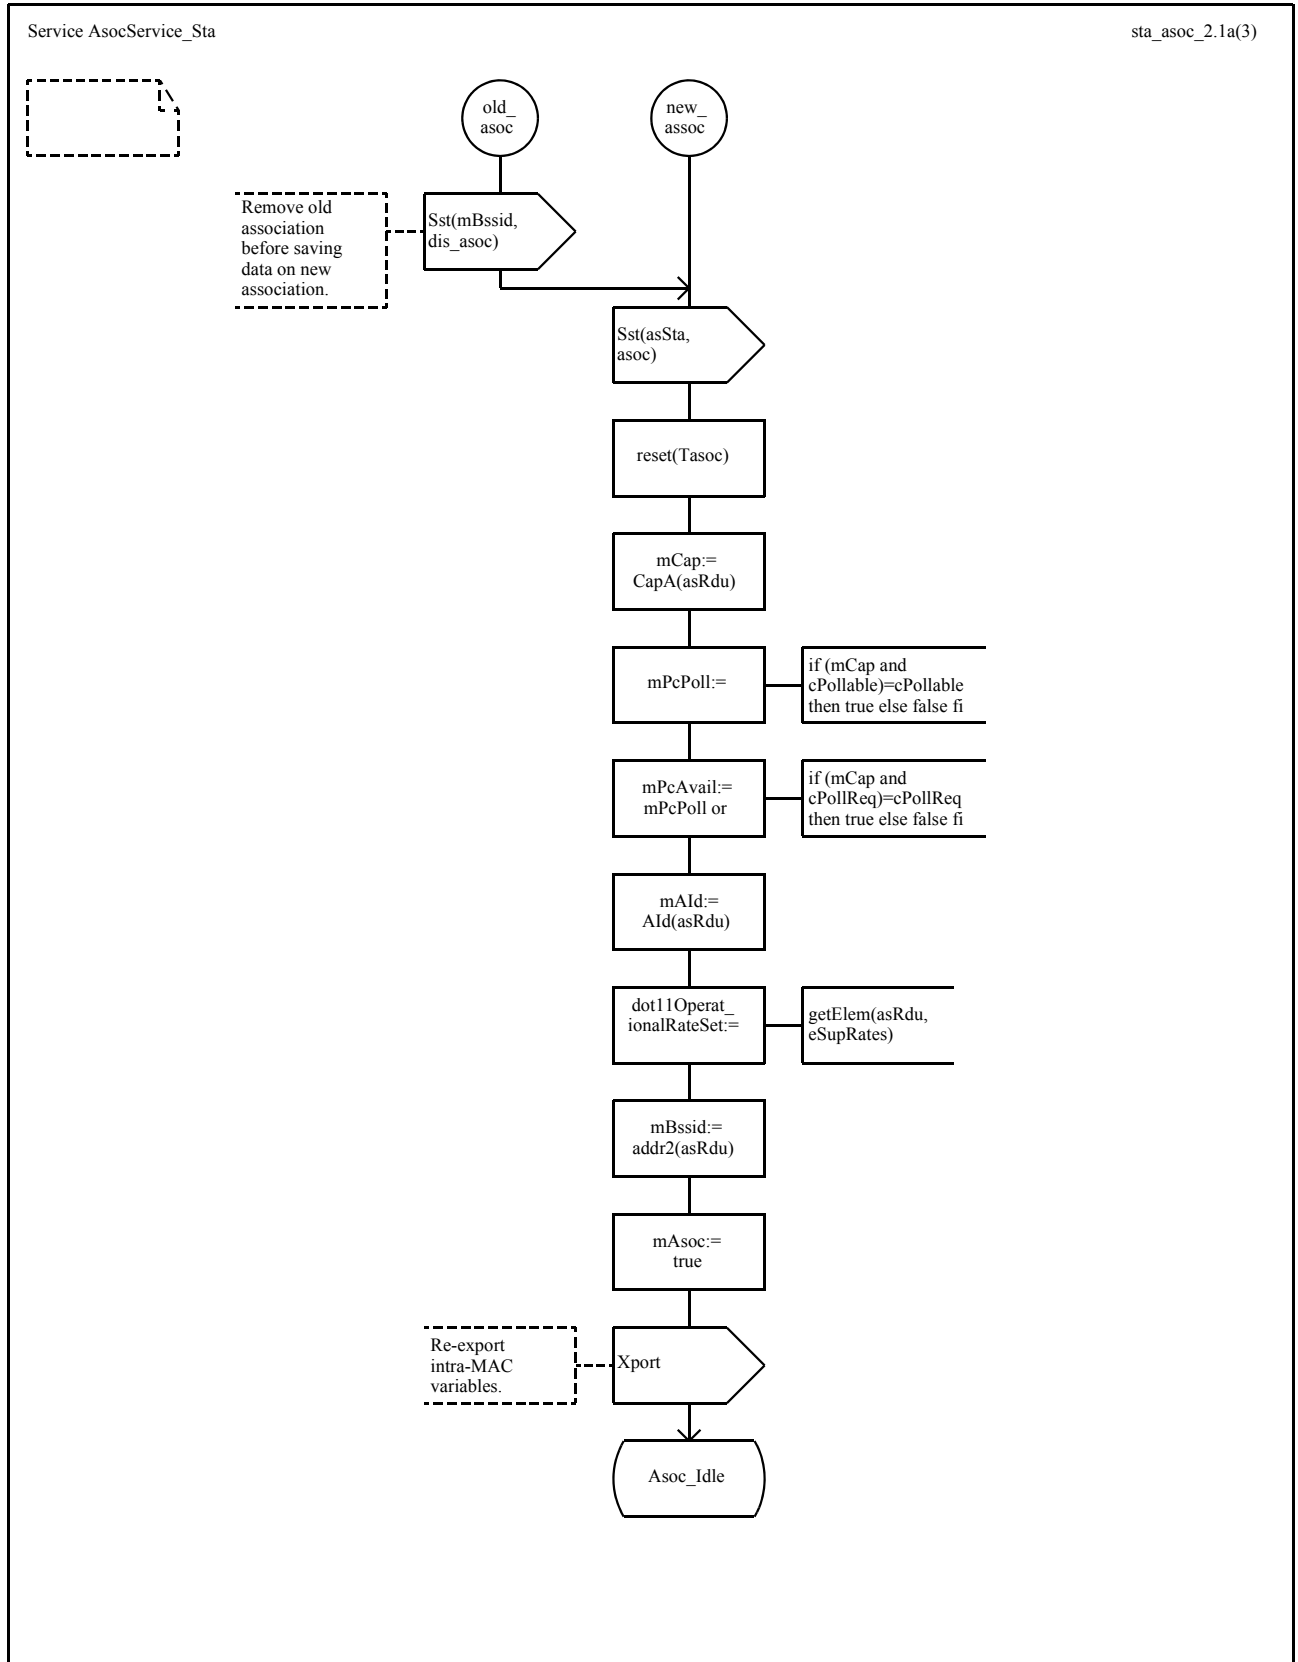 Service AsocService_Sta
sta_asoc_2.1a(3)
old_
asoc
new_
assoc
Remove old
association
before saving
data on new
association.
Sst(mBssid,
dis_asoc)
Sst(asSta,
asoc)
reset(Tasoc)
mCap:=
CapA(asRdu)
mPcPoll:=
if (mCap and
cPollable)=cPollable
then true else false fi
mPcAvail:=
mPcPoll or
if (mCap and
cPollReq)=cPollReq
then true else false fi
mAId:=
AId(asRdu)
dot11Operat_
ionalRateSet:=
getElem(asRdu,
eSupRates)
mBssid:=
addr2(asRdu)
mAsoc:=
true
Re-export
intra-MAC
variables.
Xport
Asoc_Idle